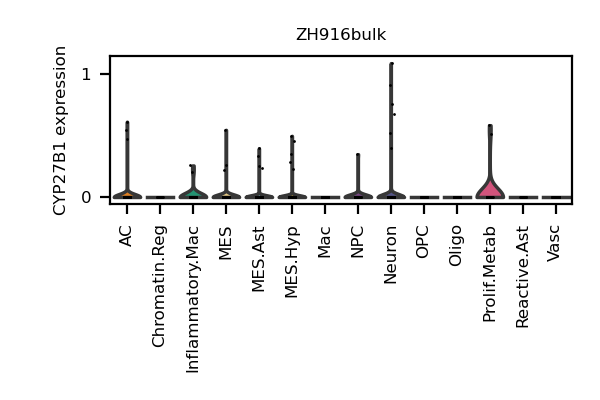 ZH916bulk
CYP27B1 expression
1
0
AC
Chromatin.Reg
Inflammatory.Mac
MES
MES.Ast
MES.Hyp
Mac
NPC
Neuron
OPC
Oligo
Prolif.Metab
Reactive.Ast
Vasc